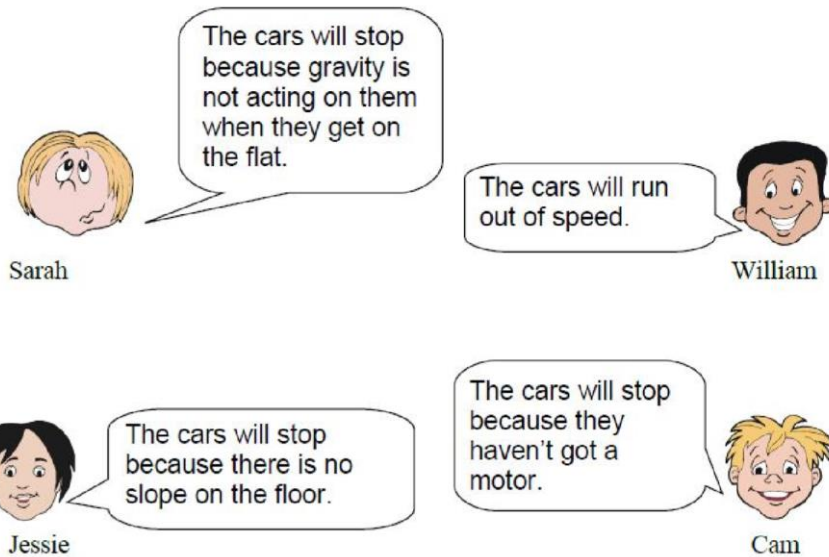 The cars will stop
because gravity is
not acting on them
when they get on
the flat.
Sarah
The cars will run
out of speed.
William
The cars will stop
because there is no
slope on the floor.
Jessie
The cars will stop
because they
haven't got a
motor.
Cam